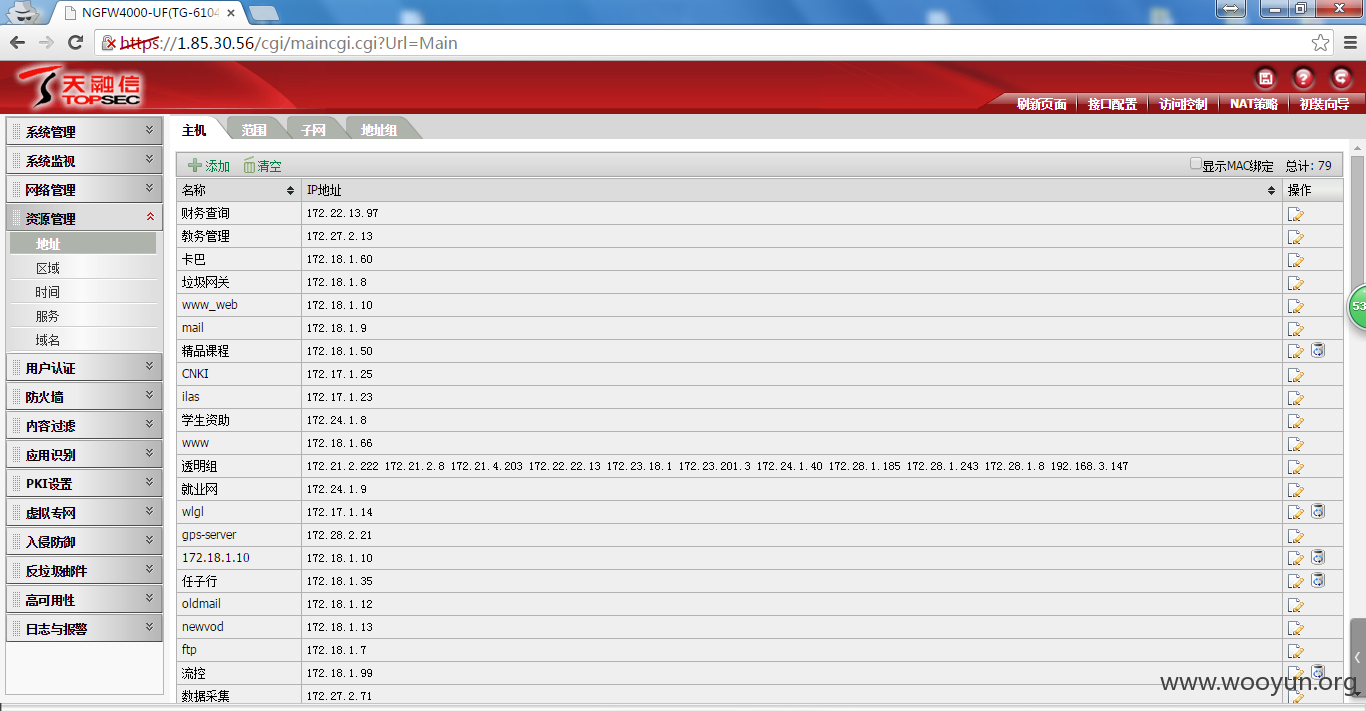 NGFW4000-UF(TG-6104
https://1.85.30.56/cgi/maincgi.cgi?Url=Main
天融信
TOPSEC
刷新页面 接口配置 访问控制 NAT策略 初装向导
系统管理
系统监视
网络管理
资源管理
地址
区域
时间
服务
域名
用户认证
防火墙
内容过滤
应用识别
PKI设置
虚拟专网
入侵防御
反垃圾邮件
高可用性
日志与报警
主机 范围 子网 地址组
添加 清空 显示MAC绑定 总计: 79
名称 IP地址 操作
财务查询 172.22.13.97
教务管理 172.27.2.13
卡巴 172.18.1.60
垃圾网关 172.18.1.8
www_web 172.18.1.10
mail 172.18.1.9
精品课程 172.18.1.50
CNKI 172.17.1.25
ilas 172.17.1.23
学生资助 172.24.1.8
www 172.18.1.66
透明组 172.21.2.222 172.21.2.8 172.21.4.203 172.22.22.13 172.23.18.1 172.23.201.3 172.24.1.40 172.28.1.185 172.28.1.243 172.28.1.8 192.168.3.147
就业网 172.24.1.9
wlgl 172.17.1.14
gps-server 172.28.2.21
172.18.1.10 172.18.1.10
任子行 172.18.1.35
oldmail 172.18.1.12
newvod 172.18.1.13
ftp 172.18.1.7
流控 172.18.1.99
数据采集 172.27.2.71
53
www.wooyun.org